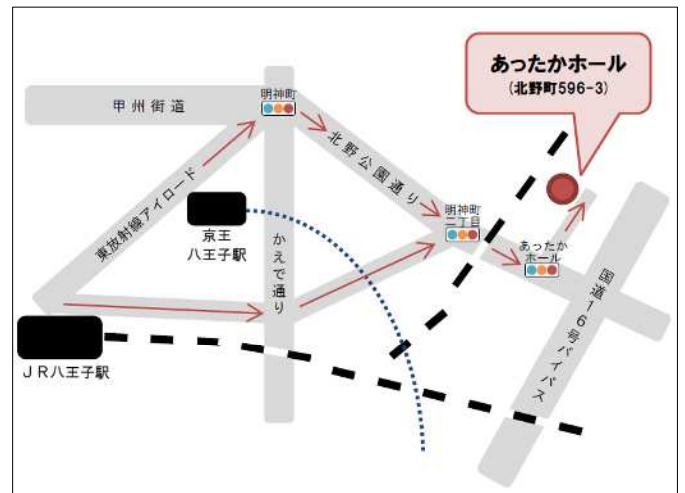 あったかホール
(北野町596-3)
甲州街道
明神町
北野公園通り
東放射線アイロード
京王
八王子駅
かえで通り
明神町
二丁目
あったか
ホール
国道16号バイパス
JR八王子駅